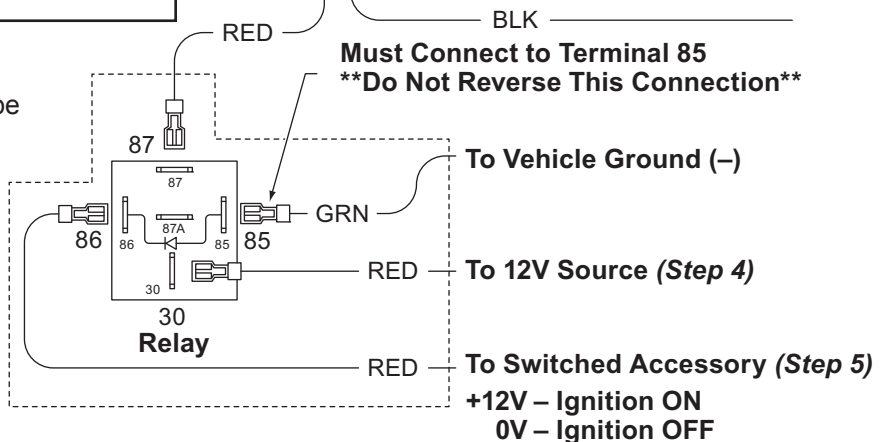 BLK
RED
Must Connect to Terminal 85
**Do Not Reverse This Connection**
be
87
87
To Vehicle Ground (–)
GRN
86
86
87A
85
85
30
RED
To 12V Source (Step 4)
30
Relay
RED
To Switched Accessory (Step 5)
+12V – Ignition ON
0V – Ignition OFF